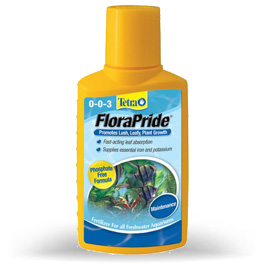 0-0-3
Tetra
FloraPride®
Promotes Lush, Leafy, Plant Growth
Fast-acting leaf absorption
Supplies essential iron and potassium
Phosphate
Free
Formula
Maintenance
Fertilizer For all Freshwater Aquariums